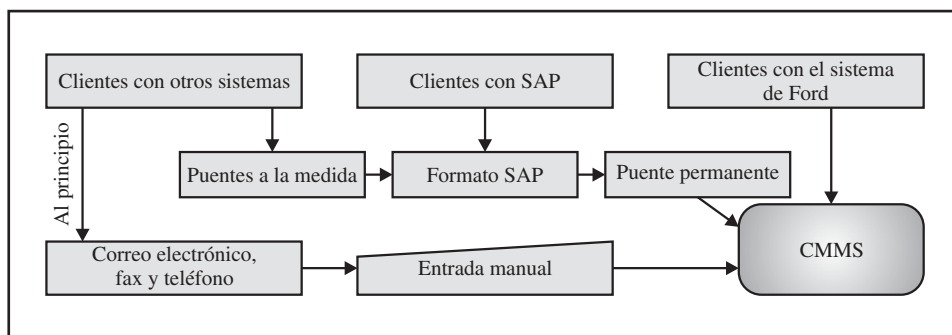 Clientes con otros sistemas
Clientes con SAP
Clientes con el sistema
de Ford
Al principio
Puentes a la medida
Formato SAP
Puente permanente
Correo electrónico,
fax y teléfono
Entrada manual
CMMS